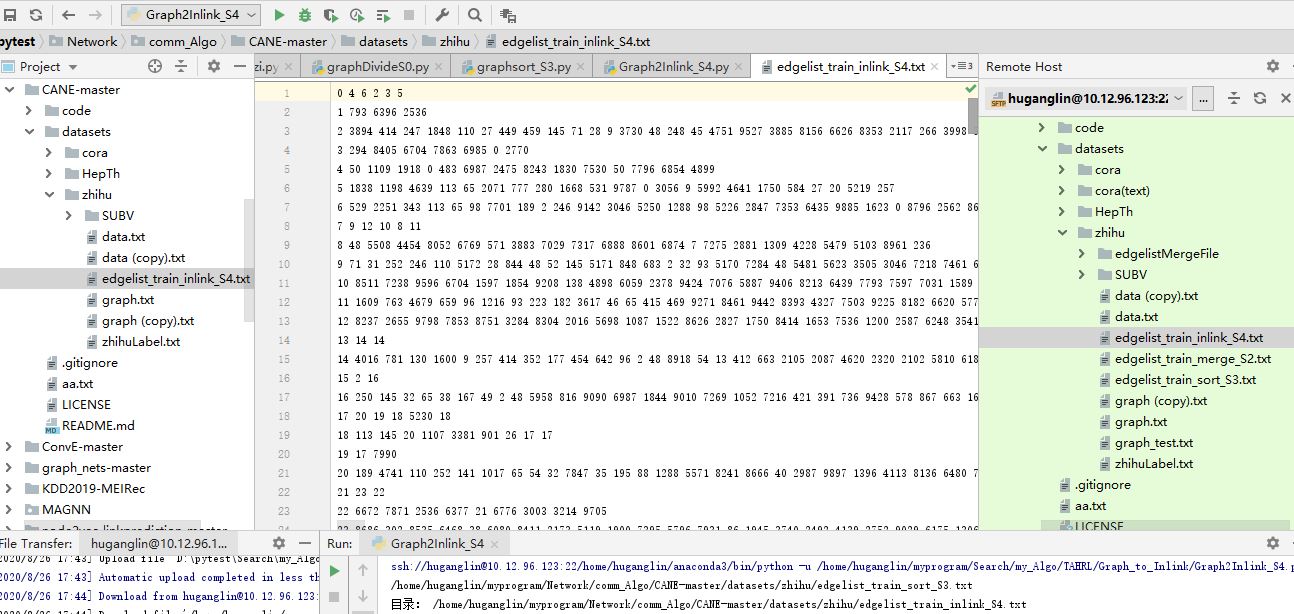 Graph2Inlink_S4
pytest Network comm_Algo CANE-master datasets zhihu edgelist_train_inlink_S4.txt
Project
zi.py graphDivideS0.py graphsort_S3.py Graph2Inlink_S4.py edgelist_train_inlink_S4.txt 3
CANE-master
code
datasets
cora
HepTh
zhihu
SUBV
data.txt
data (copy).txt
edgelist_train_inlink_S4.txt
graph.txt
graph (copy).txt
zhihuLabel.txt
.gitignore
aa.txt
LICENSE
README.md
ConvE-master
graph_nets-master
KDD2019-MEIRec
MAGNN
1 0 4 6 2 3 5
2 1 793 6396 2536
3 2 3894 414 247 1848 110 27 449 459 145 71 28 9 3730 48 248 45 4751 9527 3885 8156 6626 8353 2117 266 3998
4 3 294 8405 6704 7863 6985 0 2770
5 4 50 1109 1918 0 483 6987 2475 8243 1830 7530 50 7796 6854 4899
6 5 1838 1198 4639 113 65 2071 777 280 1668 531 9787 0 3056 9 5992 4641 1750 584 27 20 5219 257
7 6 529 2251 343 113 65 98 7701 189 2 246 9142 3046 5250 1288 98 5226 2847 7353 6435 9885 1623 0 8796 2562 86
8 7 9 12 10 8 11
9 8 48 5508 4454 8052 6769 571 3883 7029 7317 6888 8601 6874 7 7275 2881 1309 4228 5479 5103 8961 236
10 9 71 31 252 246 110 5172 28 844 48 52 145 5171 848 683 2 32 93 5170 7284 48 5481 5623 3505 3046 7218 7461 6
11 10 8511 7238 9596 6704 1597 1854 9208 138 4898 6059 2378 9424 7076 5887 9406 8213 6439 7793 7597 7031 1589
12 11 1609 763 4679 659 96 1216 93 223 182 3617 46 65 415 469 9271 8461 9442 8393 4327 7503 9225 8182 6620 577
13 12 8237 2655 9798 7853 8751 3284 8304 2016 5698 1087 1522 8626 2827 1750 8414 1653 7536 1200 2587 6248 3541
14 13 14 14
15 14 4016 781 130 1600 9 257 414 352 177 454 642 96 2 48 8918 54 13 412 663 2105 2087 4620 2320 2102 5810 618
16 15 2 16
17 16 250 145 32 65 38 167 49 2 48 5958 816 9090 6987 1844 9010 7269 1052 7216 421 391 736 9428 578 867 663 16
18 17 20 19 18 5230 18
19 18 113 145 20 1107 3381 901 26 17 17
20 19 17 7990
21 20 189 4741 110 252 141 1017 65 54 32 7847 35 195 88 1288 5571 8241 8666 40 2987 9897 1396 4113 8136 6480 7
22 21 23 22
23 22 6672 7871 2536 6377 21 6776 3003 3214 9705
Remote Host
huganglin@10.12.96.123:22
...
code
datasets
cora
cora(text)
HepTh
zhihu
edgelistMergeFile
SUBV
data (copy).txt
data.txt
edgelist_train_inlink_S4.txt
edgelist_train_merge_S2.txt
edgelist_train_sort_S3.txt
graph (copy).txt
graph.txt
graph_test.txt
zhihuLabel.txt
.gitignore
aa.txt
LICENSE
File Transfer: huganglin@10.12.96.1...
2020/8/26 17:43] Upload file 'D:\pytest\Search\my_Algo
2020/8/26 17:43] Automatic upload completed in less th
2020/8/26 17:44] Download from huganglin@10.12.96.123:
Run: Graph2Inlink_S4
ssh://huganglin@10.12.96.123:22/home/huganglin/anaconda3/bin/python -u /home/huganglin/myprogram/Search/my_Algo/TAHRL/Graph_to_Inlink/Graph2Inlink_S4.p
/home/huganglin/myprogram/Network/comm_Algo/CANE-master/datasets/zhihu/edgelist_train_sort_S3.txt
目录： /home/huganglin/myprogram/Network/comm_Algo/CANE-master/datasets/zhihu/edgelist_train_inlink_S4.txt